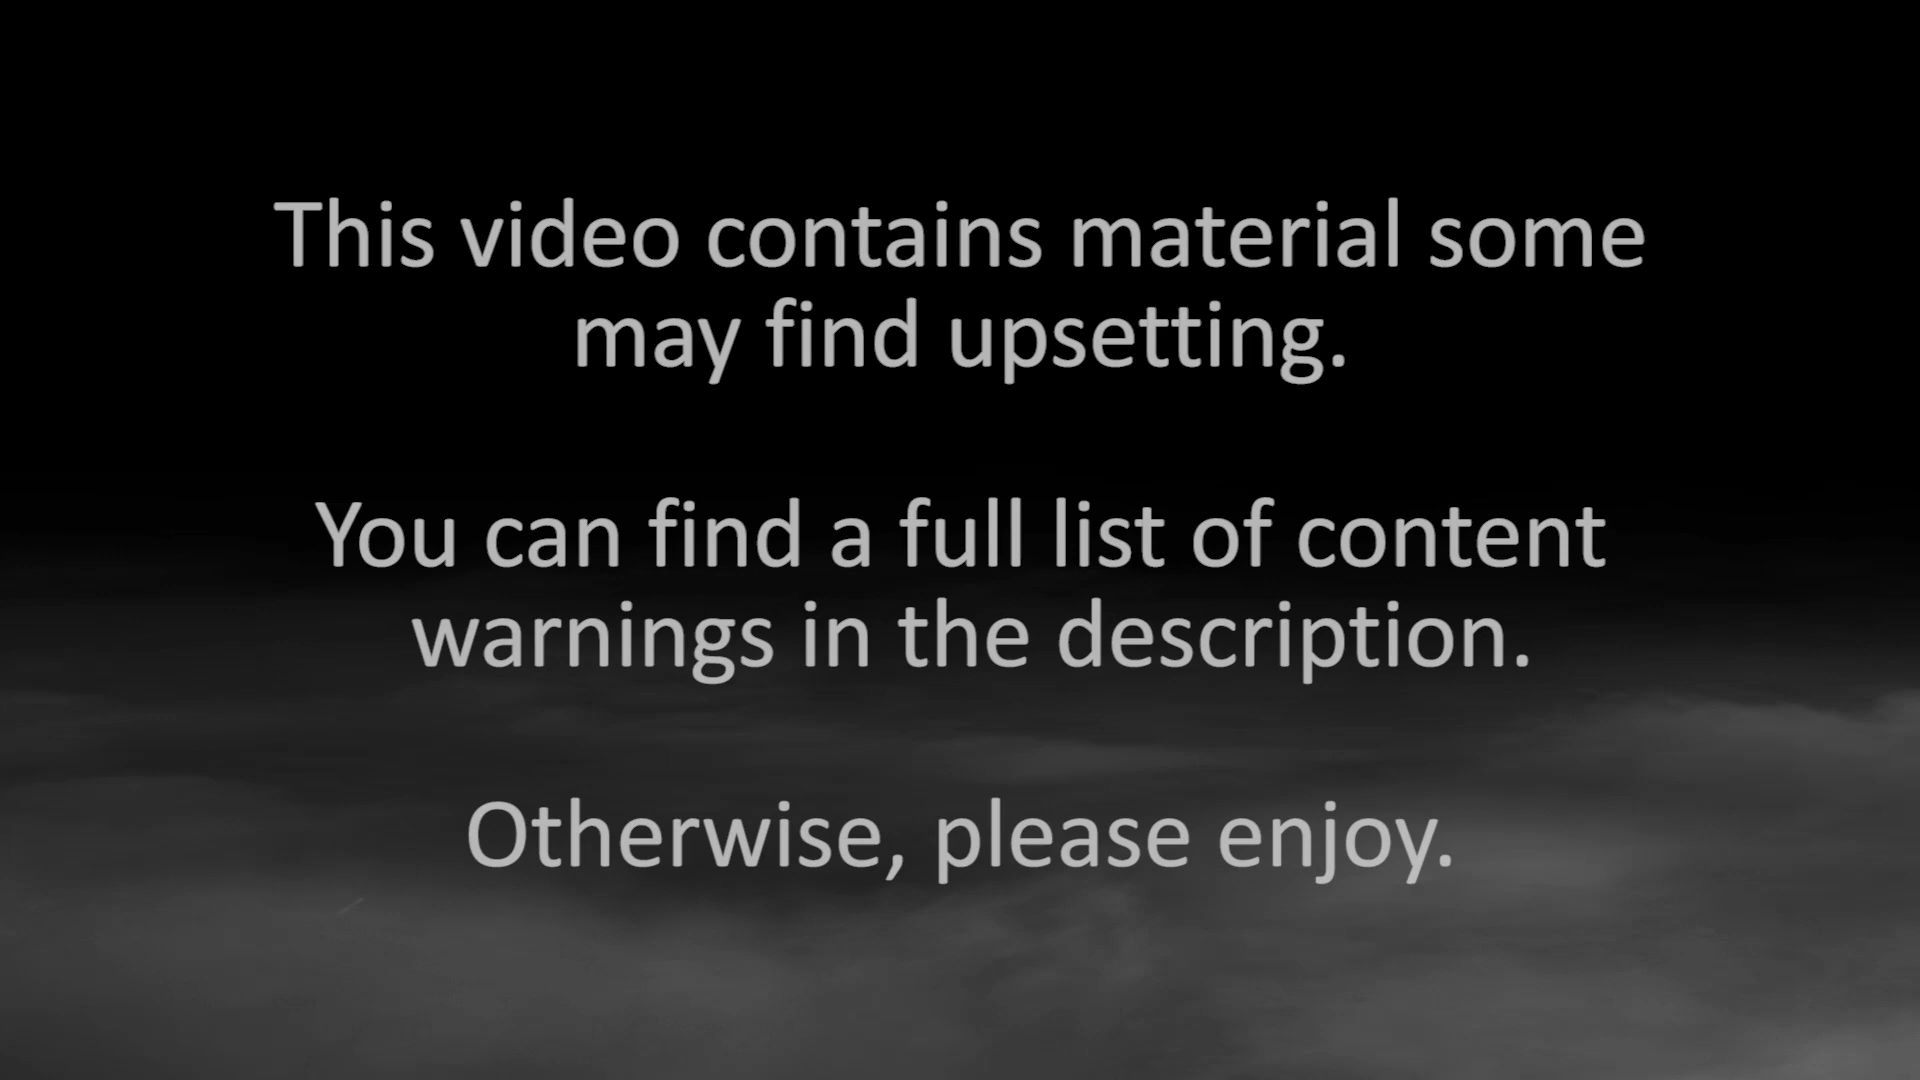 This video contains material some
may find upsetting.
You can find a full list of content
warnings in the description.
Otherwise, please enjoy.